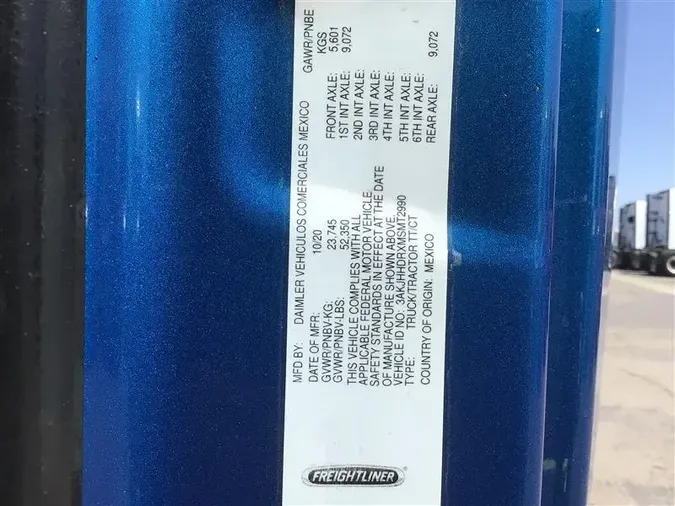 MFD BY: DAIMLER VEHICULOS COMERCIALES MEXICO
DATE OF MFR: 10/20
GVWR/PNBV-KG: 23,745
GVWR/PNBV-LBS: 52,350
THIS VEHICLE COMPLIES WITH ALL
APPLICABLE FEDERAL MOTOR VEHICLE
SAFETY STANDARDS IN EFFECT AT THE DATE
OF MANUFACTURE SHOWN ABOVE.
VEHICLE ID NO: 3AKJHHDRXMSMT2990
TYPE: TRUCK/TRACTOR TT/CT
COUNTRY OF ORIGIN: MEXICO
GAWR/PNBE
KGS
FRONT AXLE: 5,601
1ST INT AXLE: 9,072
2ND INT AXLE:
3RD INT AXLE:
4TH INT AXLE:
5TH INT AXLE:
6TH INT AXLE:
REAR AXLE: 9,072
FREIGHTLINER